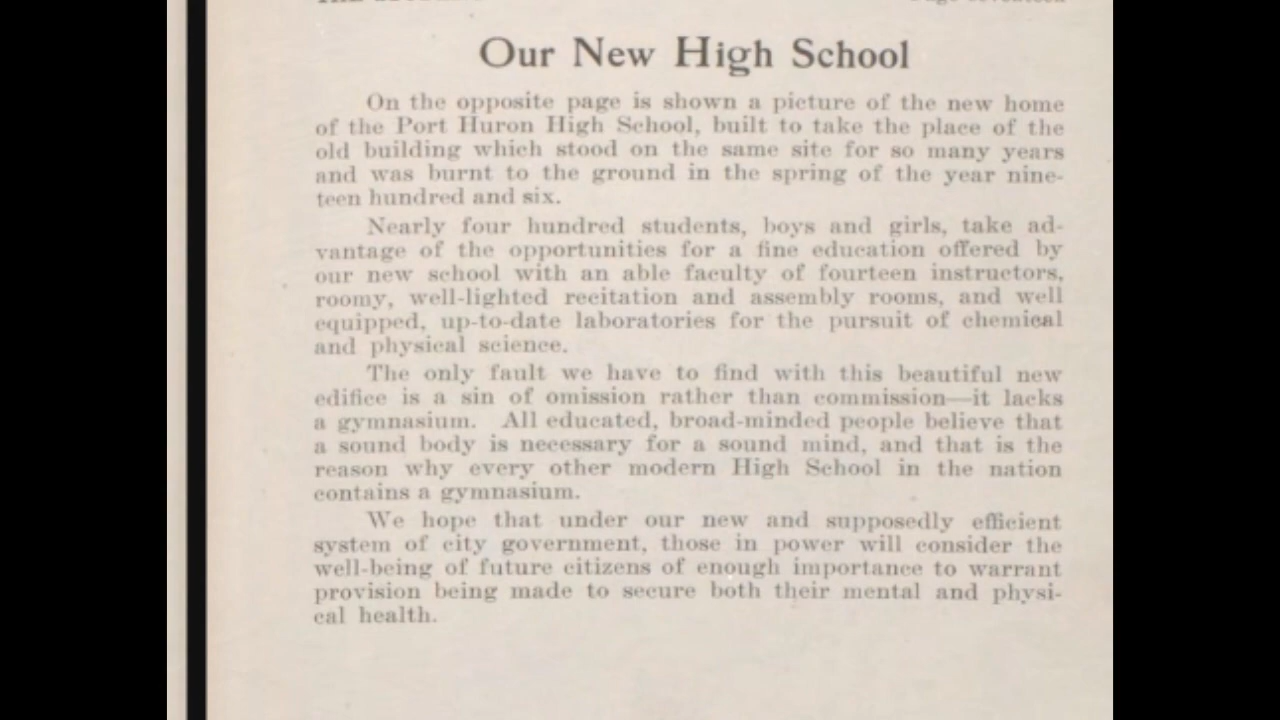 Our New High School
On the opposite page is shown a picture of the new home
of the Port Huron High School, built to take the place of the
old building which stood on the same site for so many years
and was burnt to the ground in the spring of the year nine-
teen hundred and six.
Nearly four hundred students, boys and girls, take ad-
vantage of the opportunities for a fine education offered by
our new school with an able faculty of fourteen instructors,
roomy, well-lighted recitation and assembly rooms, and well
equipped, up-to-date laboratories for the pursuit of chemical
and physical science.
The only fault we have to find with this beautiful new
edifice is a sin of omission rather than commission—it lacks
a gymnasium. All educated, broad-minded people believe that
a sound body is necessary for a sound mind, and that is the
reason why every other modern High School in the nation
contains a gymnasium.
We hope that under our new and supposedly efficient
system of city government, those in power will consider the
well-being of future citizens of enough importance to warrant
provision being made to secure both their mental and physi-
cal health.